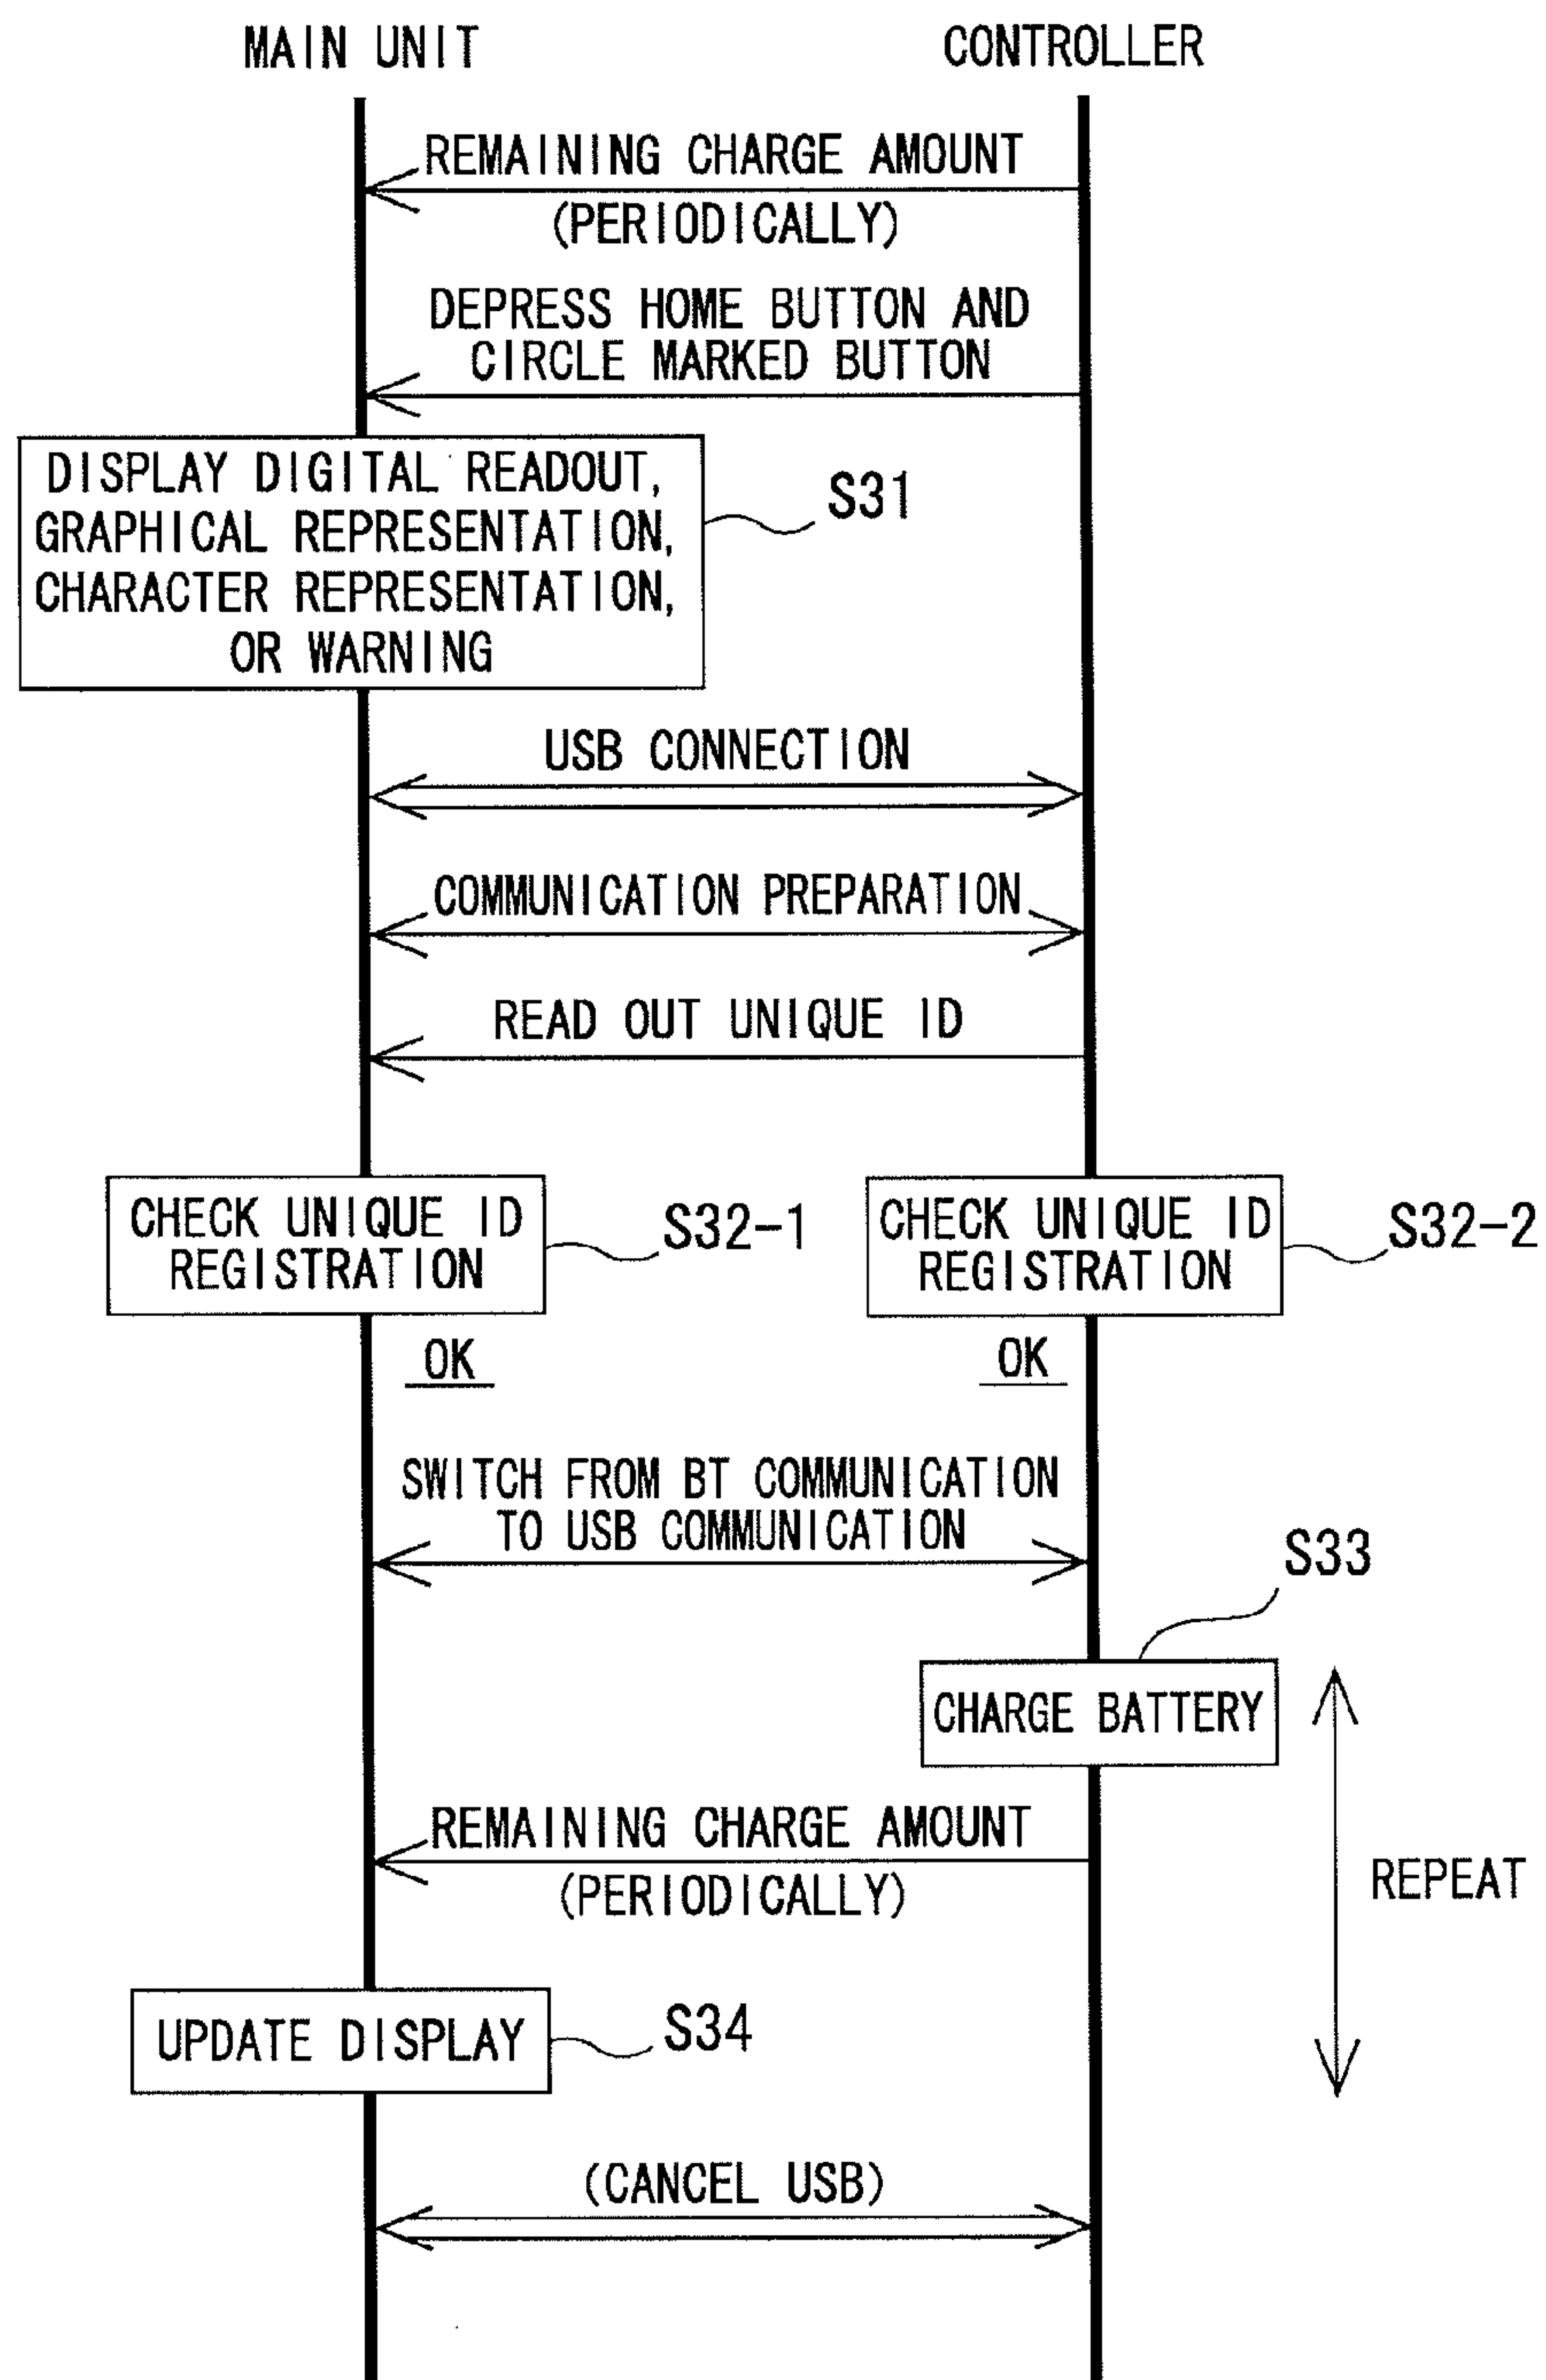 MAIN UNIT
CONTROLLER
REMAINING CHARGE AMOUNT
(PERIODICALLY)
DEPRESS HOME BUTTON AND
CIRCLE MARKED BUTTON
DISPLAY DIGITAL READOUT,
GRAPHICAL REPRESENTATION,
CHARACTER REPRESENTATION,
OR WARNING
S31
USB CONNECTION
COMMUNICATION PREPARATION
READ OUT UNIQUE ID
CHECK UNIQUE ID
REGISTRATION
S32-1
CHECK UNIQUE ID
REGISTRATION
S32-2
OK
OK
SWITCH FROM BT COMMUNICATION
TO USB COMMUNICATION
S33
CHARGE BATTERY
REMAINING CHARGE AMOUNT
(PERIODICALLY)
REPEAT
UPDATE DISPLAY
S34
(CANCEL USB)